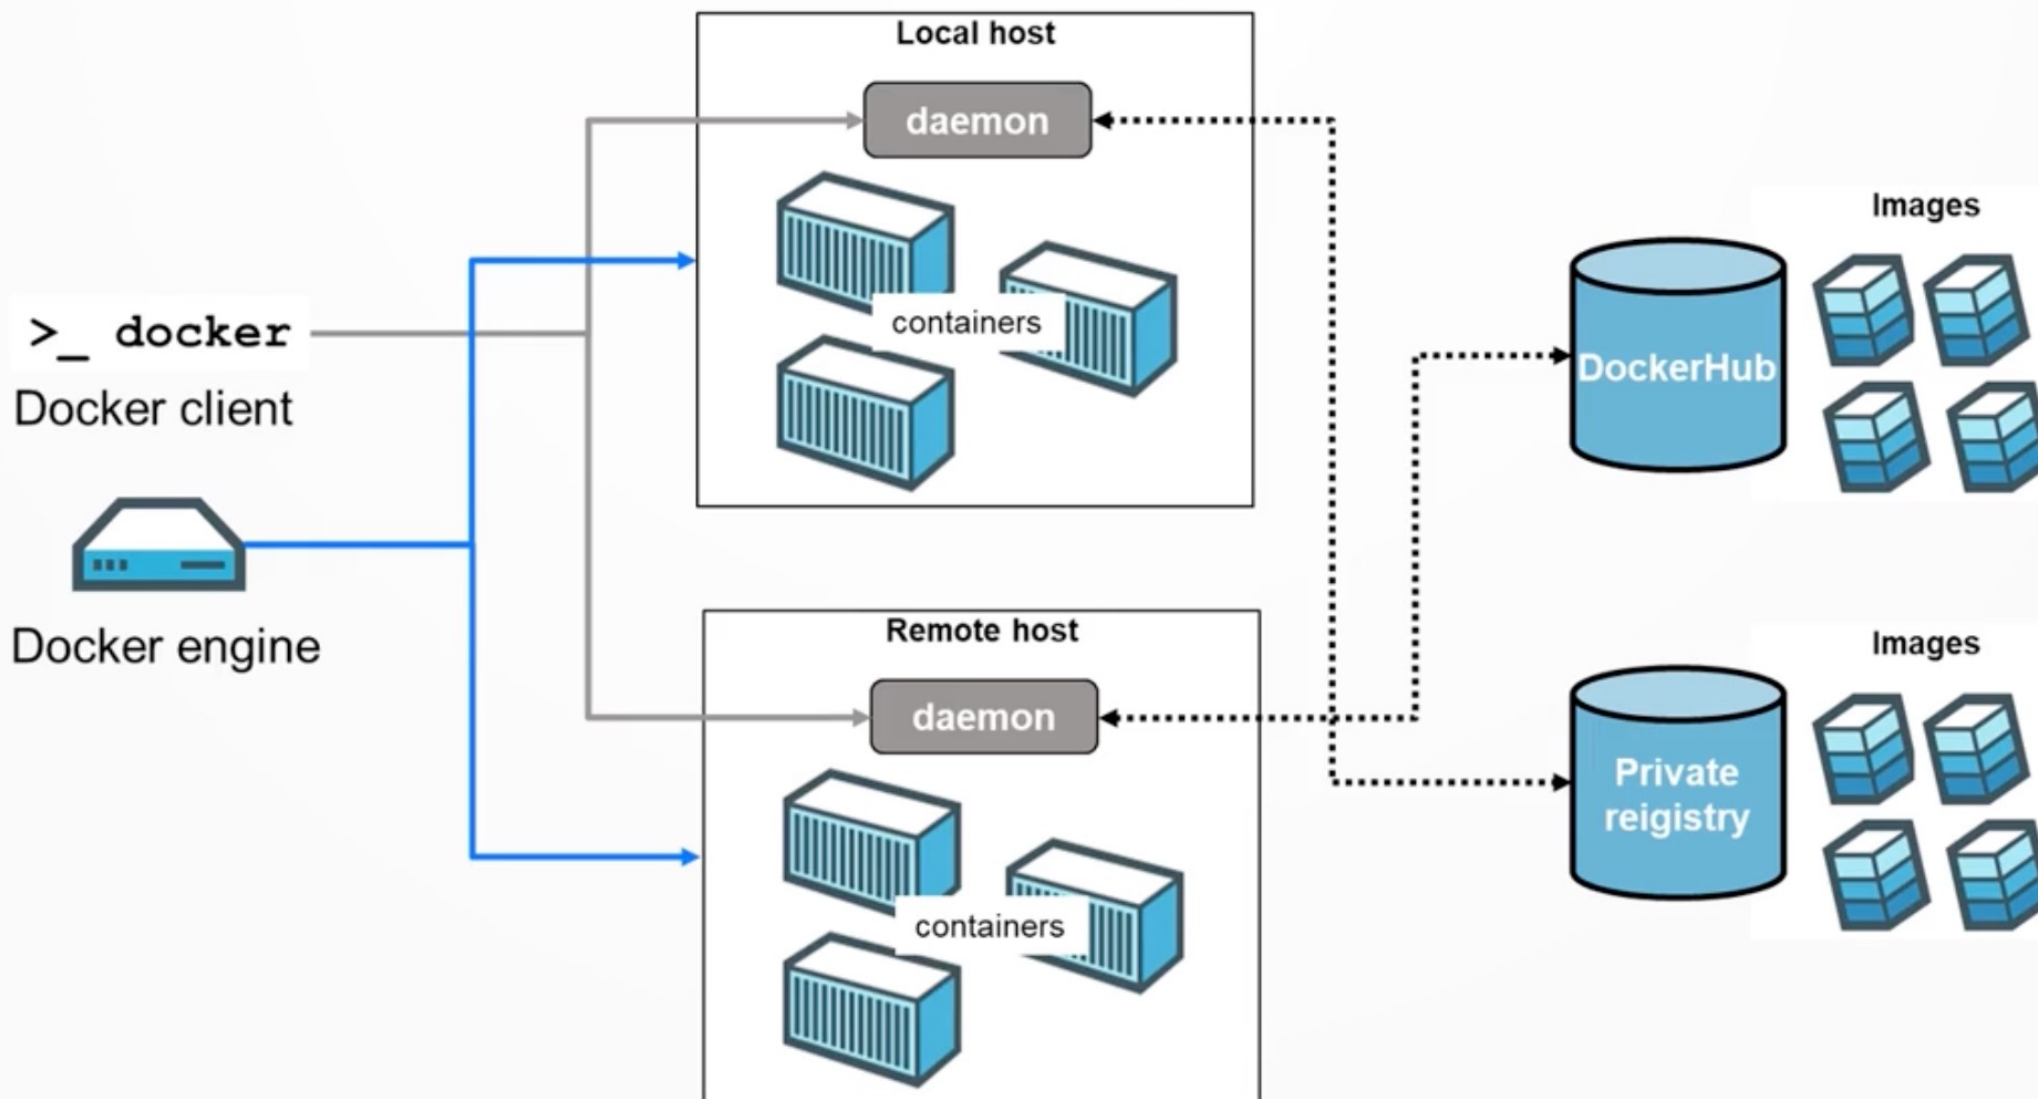 Local host
daemon
containers
>_ docker
Docker client
Docker engine
Remote host
daemon
containers
Images
DockerHub
Images
Private
reigistry